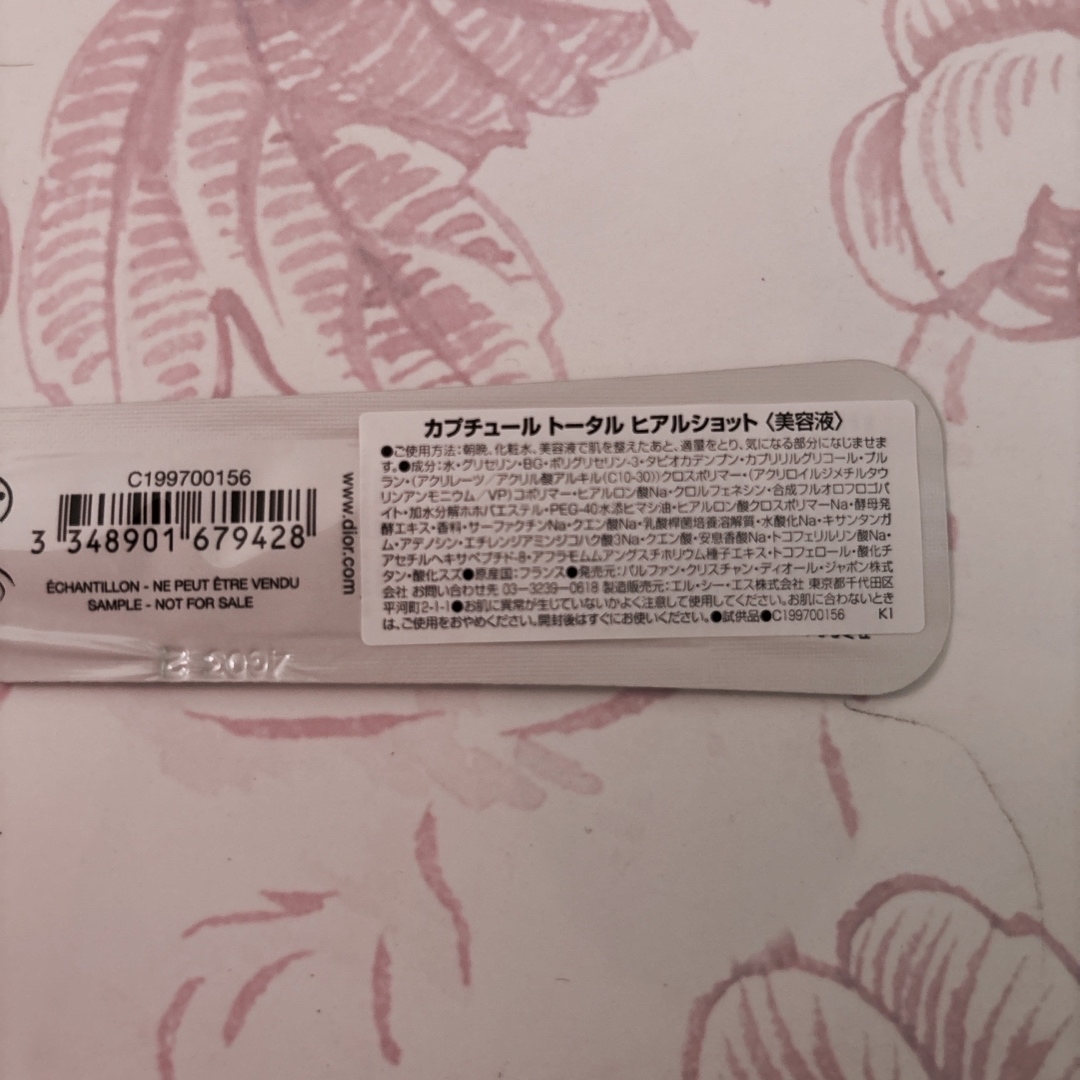 C199700156
3 348901 679428
ÉCHANTILLON - NE PEUT ÊTRE VENDU
SAMPLE - NOT FOR SALE
www.dior.com
カプチュール トータル ヒアルショット〈美容液〉
●ご使用方法：朝晩、化粧水、美容液で肌を整えたあと、適量をとり、気になる部分になじませま
す。●成分：水・グリセリン・BG・ポリグリセリン-3・タピオカデンプン・カプリリルグリコール・プル
ラン・（アクリレーツ／アクリル酸アルキル（C10-30））クロスポリマー・（アクリロイルジメチルタウ
リンアンモニウム／VP）コポリマー・ヒアルロン酸Na・クロルフェネシン・合成フルオロフロゴパ
イト・加水分解ホホバエステル・PEG-40水添ヒマシ油・ヒアルロン酸クロスポリマーNa・酵母発
酵エキス・香料・サーファクチンNa・クエン酸Na・乳酸桿菌培養溶解質・水酸化Na・キサンタンガ
ム・アデノシン・エチレンジアミンジコハク酸3Na・クエン酸・安息香酸Na・トコフェリルリン酸Na・
アセチルヘキサペプチド-8・アフラモムムアングスチホリウム種子エキス・トコフェロール・酸化チ
タン・酸化スズ●原産国：フランス●発売元：パルファン・クリスチャン・ディオール・ジャポン株式
会社 お問い合わせ先 03-3239-0618 製造販売元：エル・シー・エス株式会社 東京都千代田区
平河町2-1-1●お肌に異常が生じていないかよく注意して使用してください。お肌に合わないとき
は、ご使用をおやめください。開封後はすぐにお使いください。●試供品●C199700156 K1